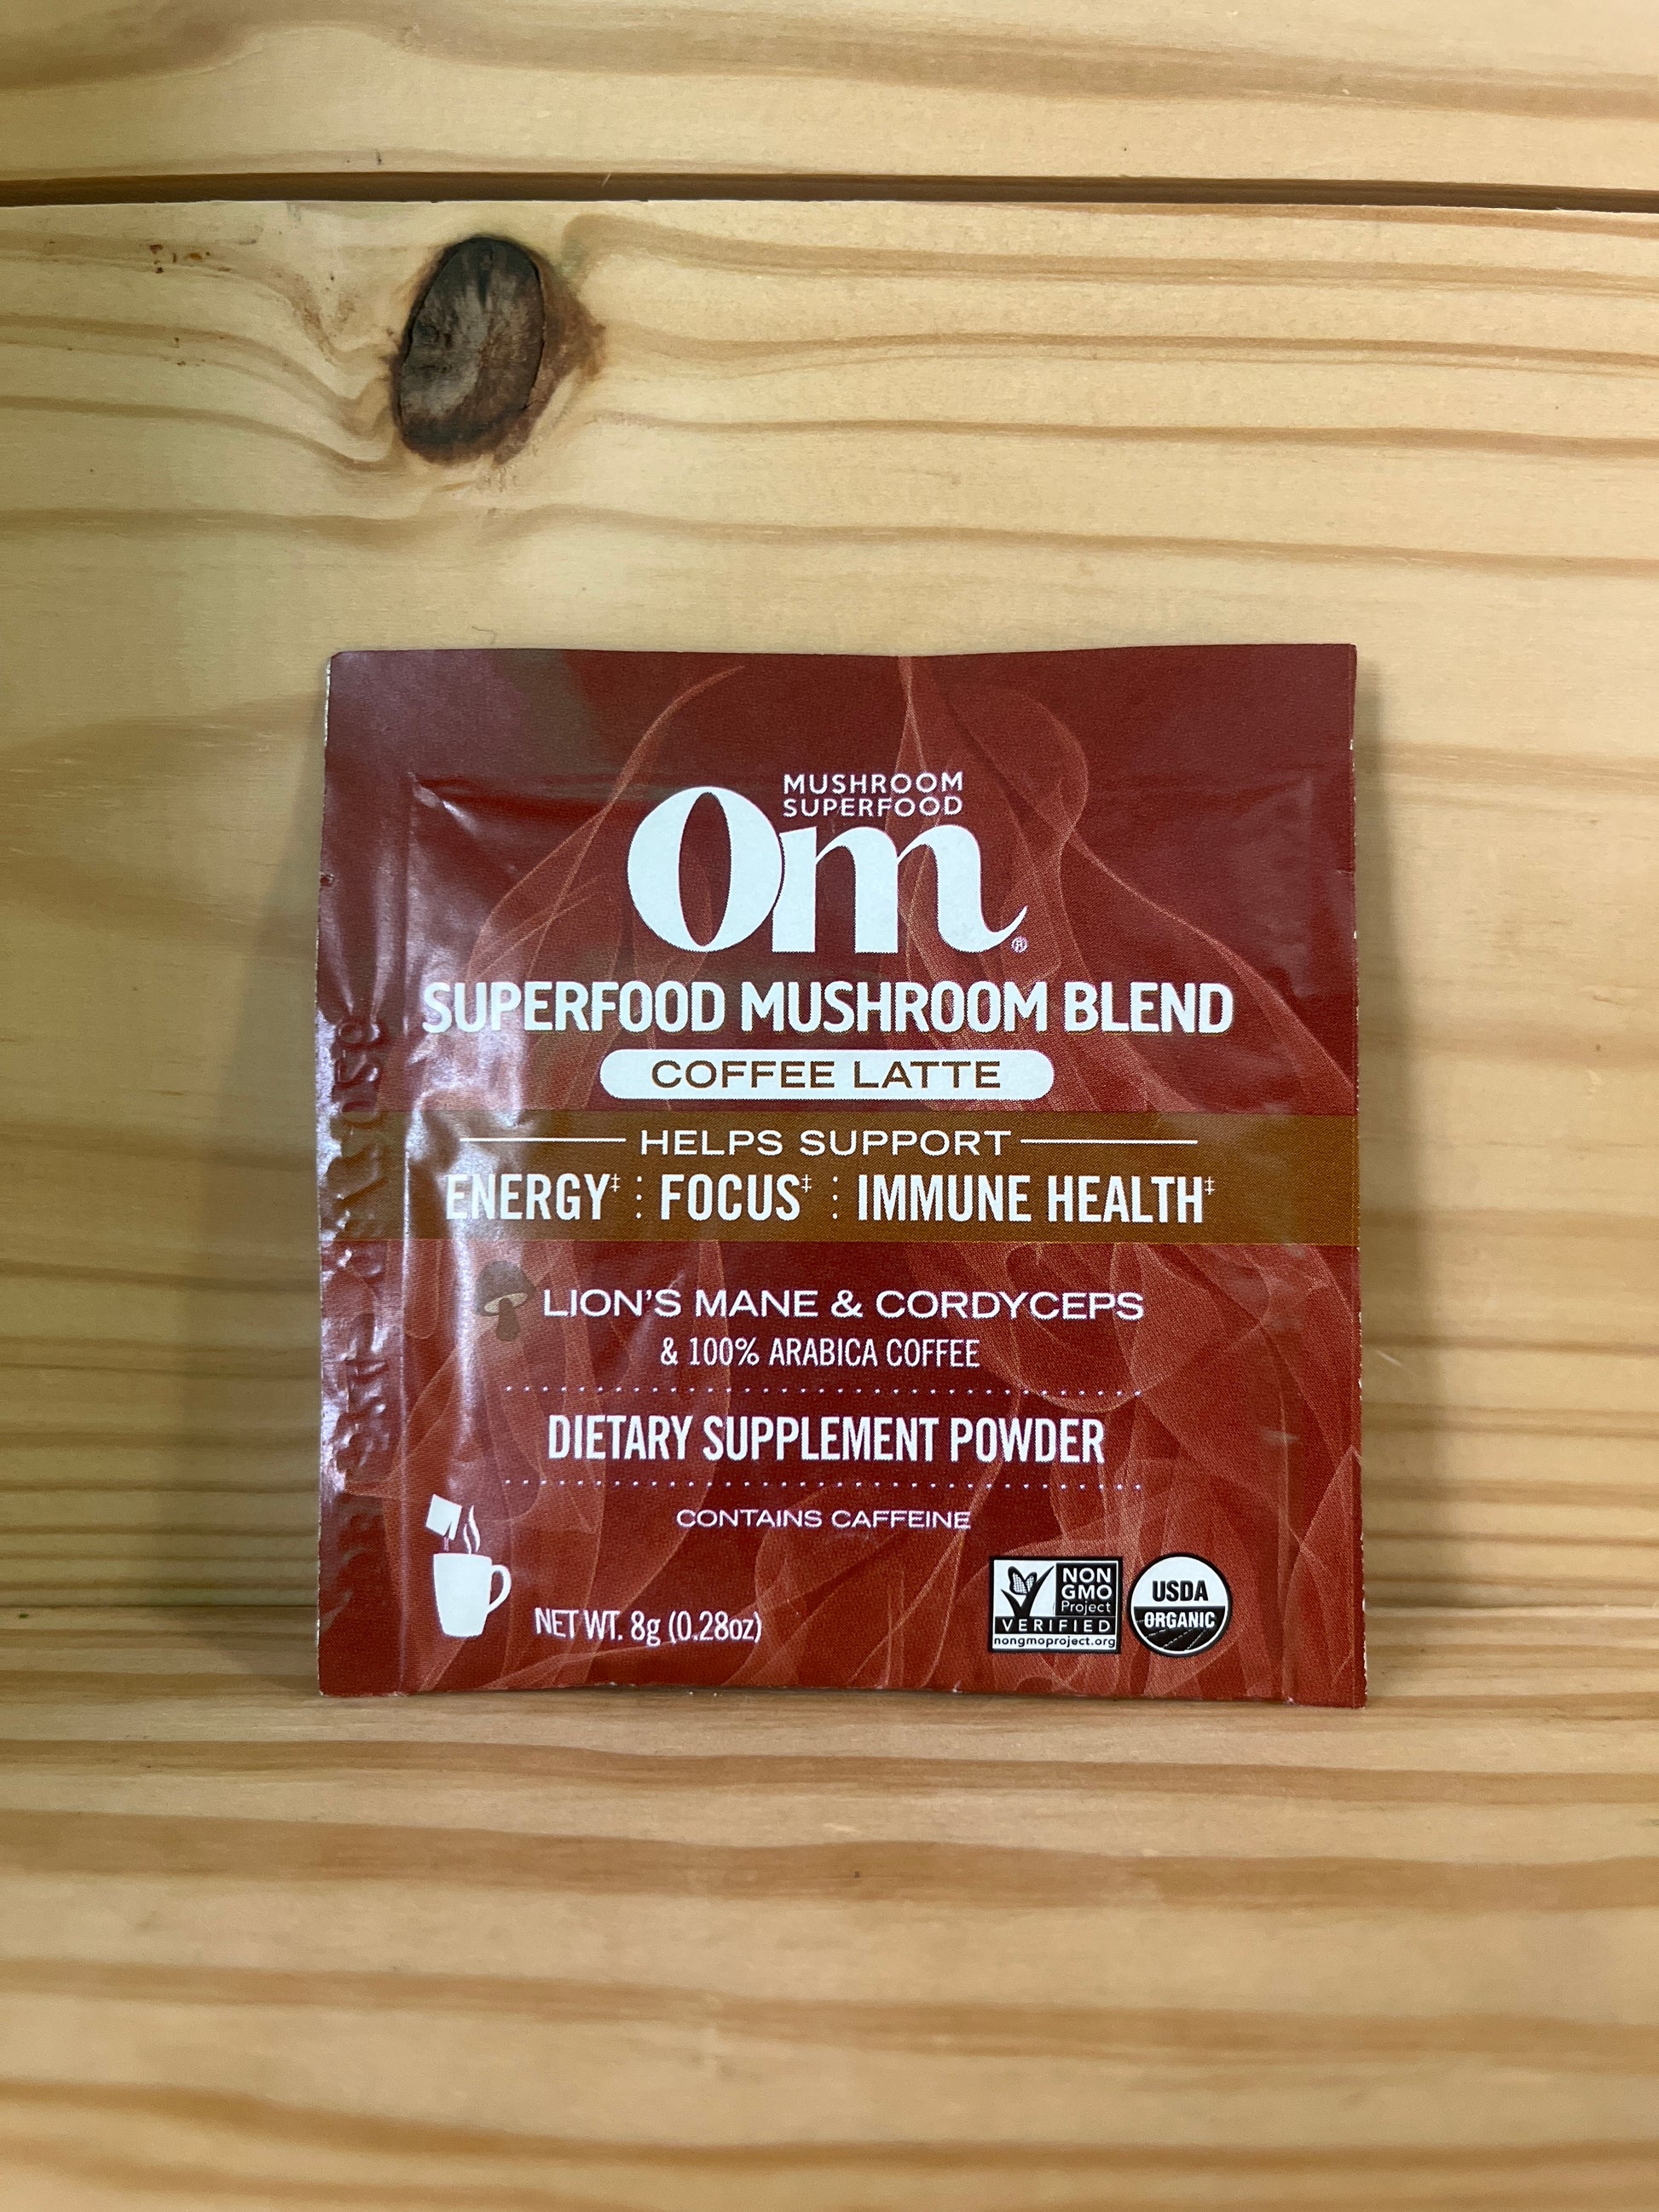 MUSHROOM
SUPERFOOD
Om®
SUPERFOOD MUSHROOM BLEND
COFFEE LATTE
HELPS SUPPORT
ENERGY‡ ⋮ FOCUS‡ ⋮ IMMUNE HEALTH‡
LION'S MANE & CORDYCEPS
& 100% ARABICA COFFEE
DIETARY SUPPLEMENT POWDER
CONTAINS CAFFEINE
NET WT. 8g (0.28oz)
NON
GMO
Project
VERIFIED
nongmoproject.org
USDA
ORGANIC